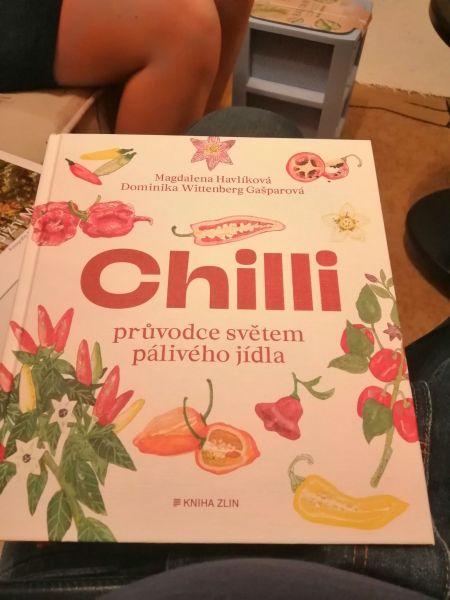 Magdalena Havlíková
Dominika Wittenberg Gašparová
Chilli
průvodce světem
pálivého jídla
KNIHA ZLIN